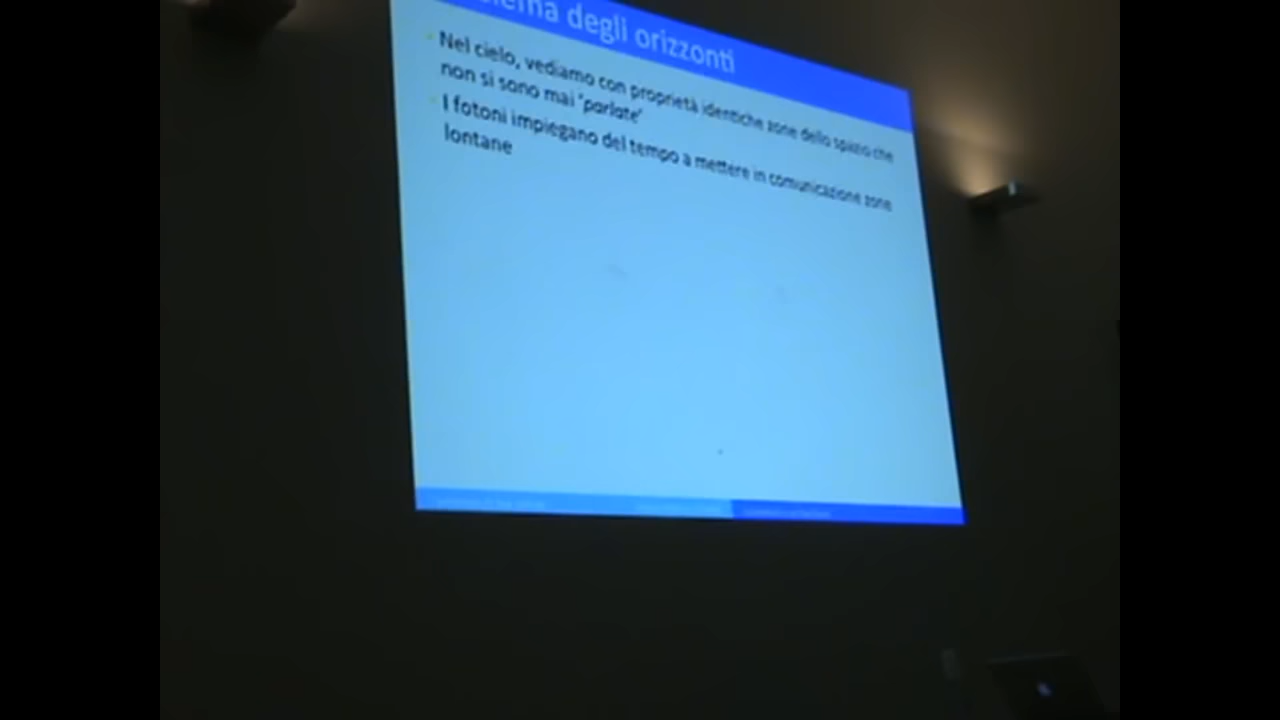 degli orizzonti
Nel cielo, vediamo con proprietà identiche zone dello spazio che
non si sono mai 'parlate'
I fotoni impiegano del tempo a mettere in comunicazione zone
lontane